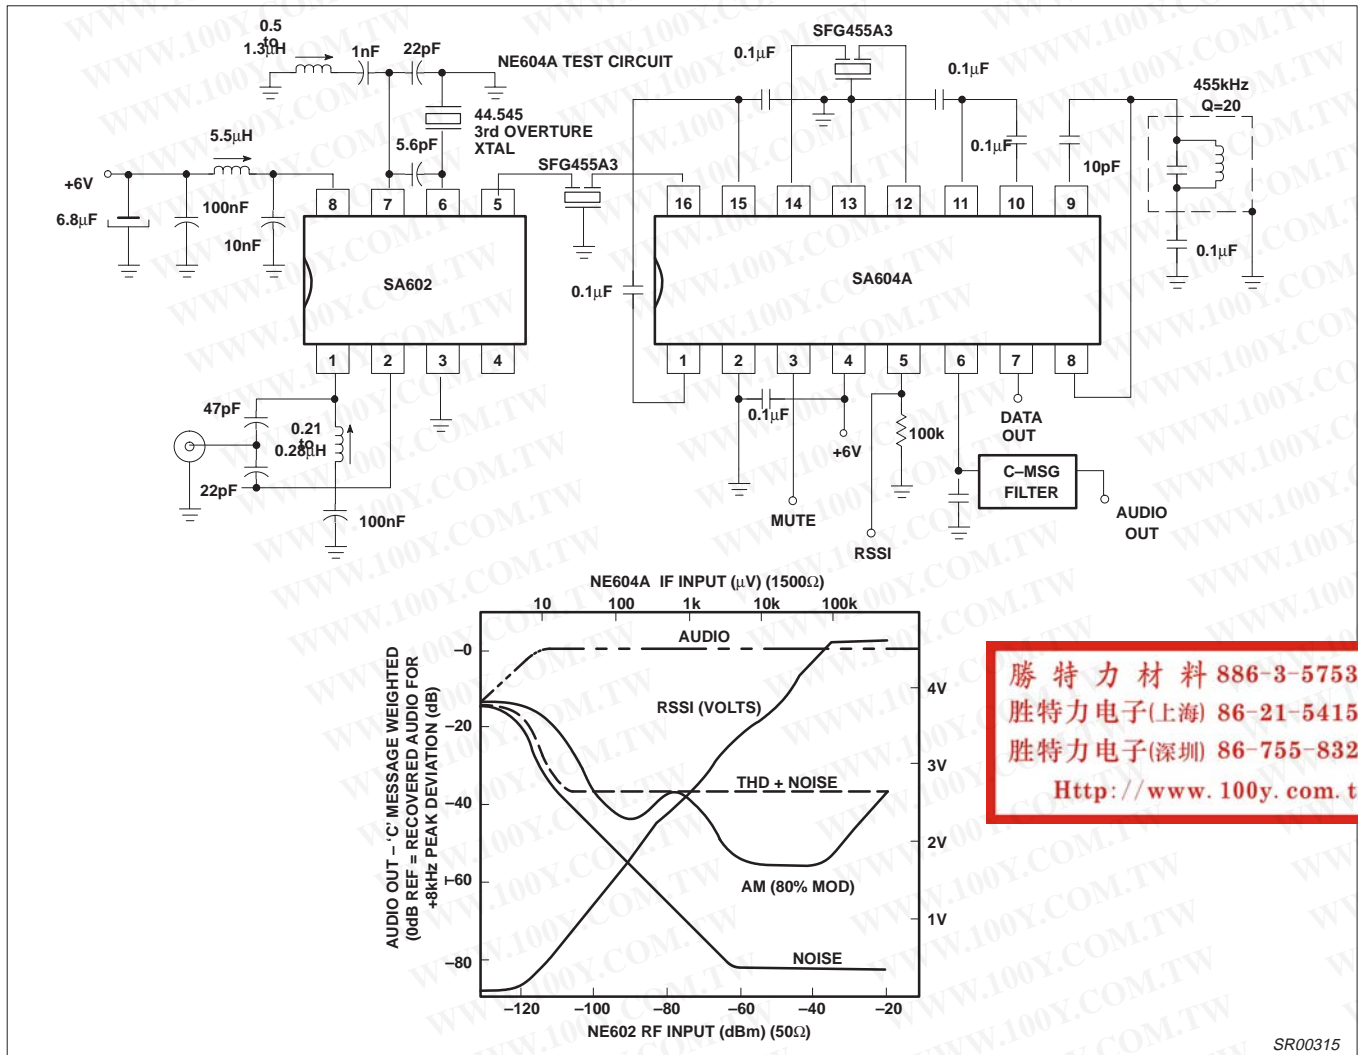 0.5
to
1.3μH
1nF
22pF
NE604A TEST CIRCUIT
SFG455A3
0.1μF
0.1μF
455kHz
Q=20
44.545
3rd OVERTURE
XTAL
5.5μH
5.6pF
SFG455A3
0.1μF
10pF
+6V
6.8μF
100nF
10nF
0.1μF
8
7
6
5
16
15
14
13
12
11
10
9
SA602
0.1μF
SA604A
1
2
3
4
1
2
3
4
5
6
7
8
47pF
0.21
to
0.28μH
22pF
100nF
0.1μF
+6V
100k
DATA
OUT
C–MSG
FILTER
MUTE
RSSI
AUDIO
OUT
NE604A IF INPUT (μV) (1500Ω)
10
100
1k
10k
100k
AUDIO
RSSI (VOLTS)
THD + NOISE
AM (80% MOD)
NOISE
AUDIO OUT – ‘C’ MESSAGE WEIGHTED
(0dB REF = RECOVERED AUDIO FOR
+8kHz PEAK DEVIATION (dB)
–0
–20
–40
–60
–80
4V
3V
2V
1V
–120
–100
–80
–60
–40
–20
NE602 RF INPUT (dBm) (50Ω)
勝 特 力 材 料 886-3-5753
胜特力电子(上海) 86-21-5415
胜特力电子(深圳) 86-755-832
Http://www.100y.com.t
SR00315
WWW.100Y.COM.TW